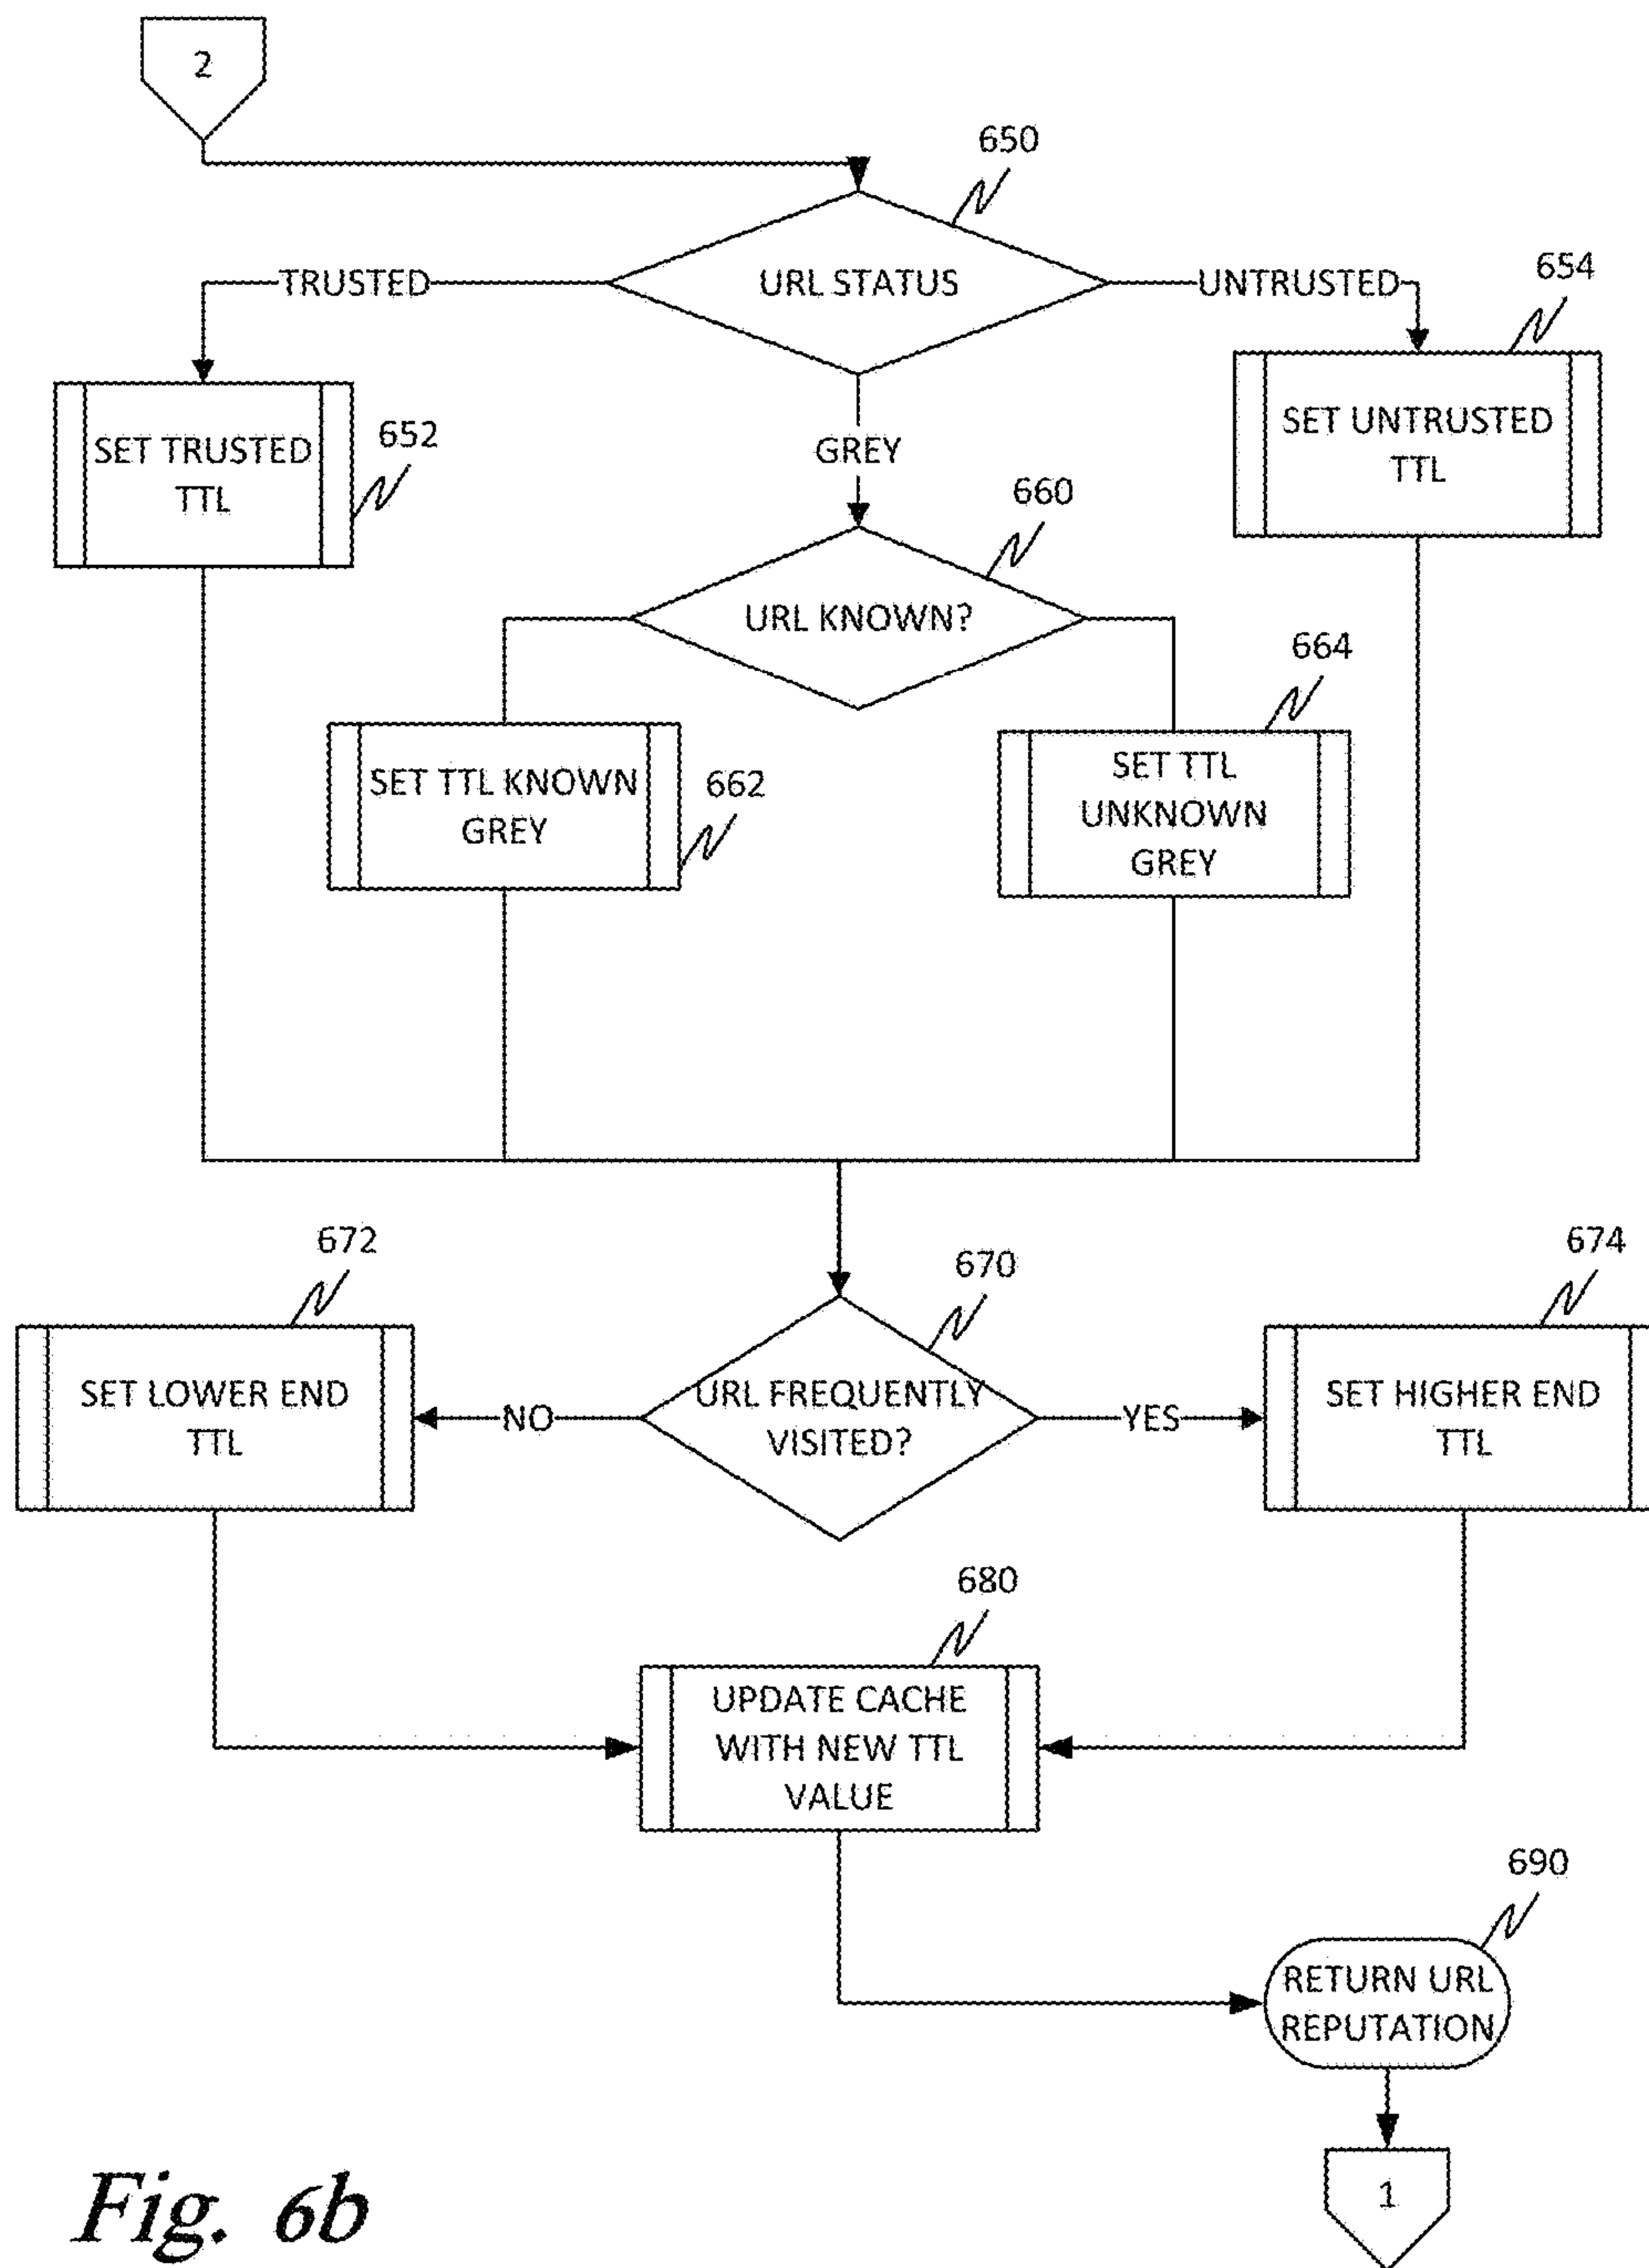 2
650
TRUSTED
URL STATUS
UNTRUSTED
654
SET TRUSTED
TTL
652
GREY
SET UNTRUSTED
TTL
660
URL KNOWN?
664
SET TTL KNOWN
GREY
662
SET TTL
UNKNOWN
GREY
672
670
674
SET LOWER END
TTL
NO
URL FREQUENTLY
VISITED?
YES
SET HIGHER END
TTL
680
UPDATE CACHE
WITH NEW TTL
VALUE
690
RETURN URL
REPUTATION
1
Fig. 6b